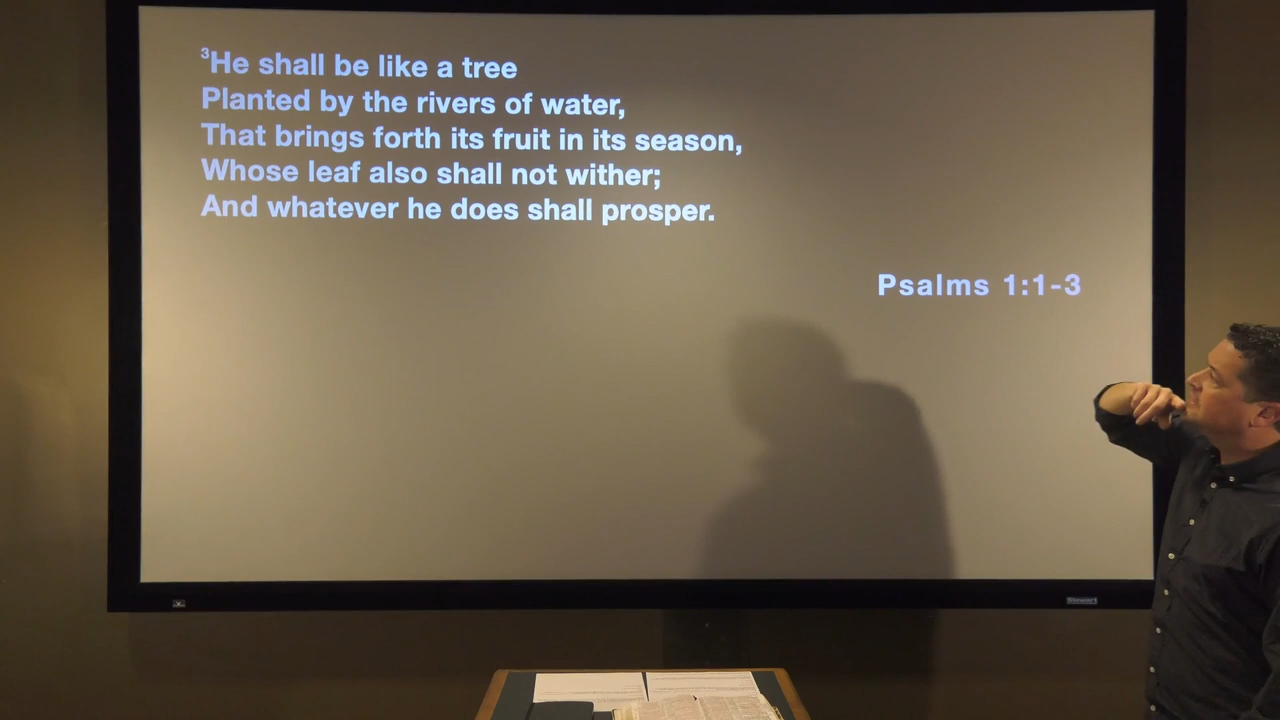 ³He shall be like a tree
Planted by the rivers of water,
That brings forth its fruit in its season,
Whose leaf also shall not wither;
And whatever he does shall prosper.
Psalms 1:1-3